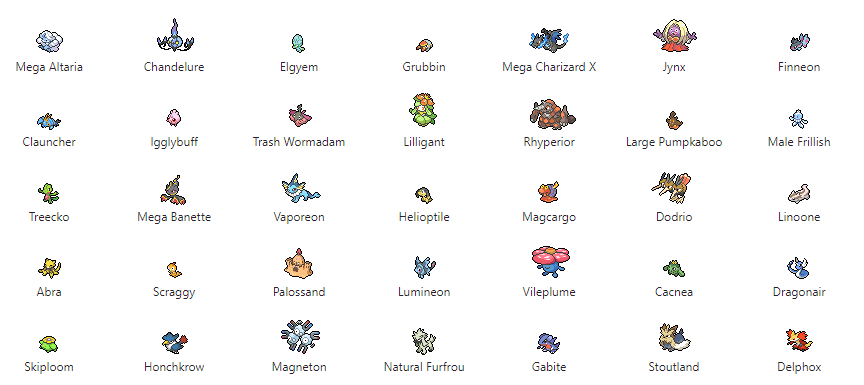 Mega Altaria Chandelure Elgyem Grubbin Mega Charizard X Jynx Finneon
Clauncher Igglybuff Trash Wormadam Lilligant Rhyperior Large Pumpkaboo Male Frillish
Treecko Mega Banette Vaporeon Helioptile Magcargo Dodrio Linoone
Abra Scraggy Palossand Lumineon Vileplume Cacnea Dragonair
Skiploom Honchkrow Magneton Natural Furfrou Gabite Stoutland Delphox